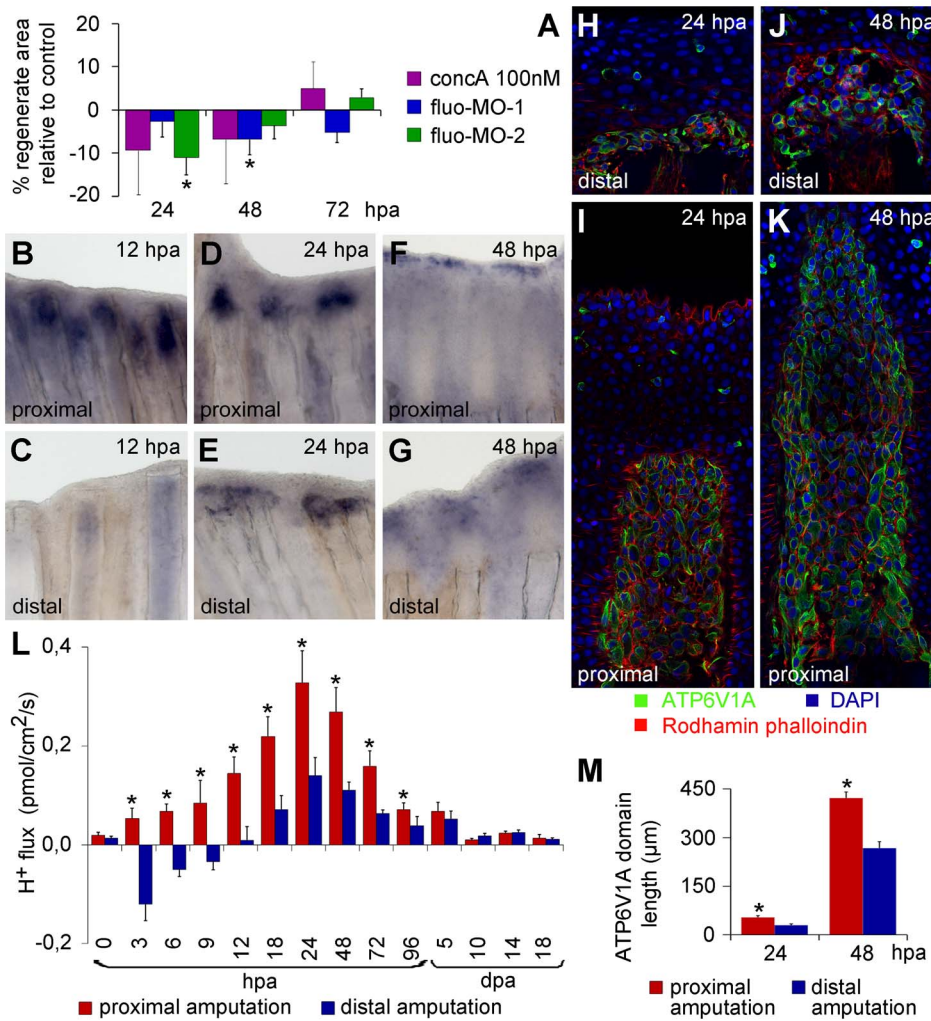 A
% regenerate area
relative to control
20
10
0
-10
-20
*
*
24 48 72 hpa
concA 100nM
fluo-MO-1
fluo-MO-2
B 12 hpa
proximal
D 24 hpa
proximal
F 48 hpa
C 12 hpa
distal
E 24 hpa
G 48 hpa
H 24 hpa
distal
J 48 hpa
I 24 hpa
proximal
K 48 hpa
ATP6V1A DAPI
Rodhamin phalloindin
L
H+ flux (pmol/cm2/s)
0,4
0,2
0,0
-0,2
* * * * * * * * *
0 3 6 9 12 18 24 48 72 96 5 10 14 18
hpa dpa
proximal amputation distal amputation
M
ATP6V1A domain
length (µm)
450
300
150
0
*
*
24 48 hpa
proximal
amputation
distal
amputation